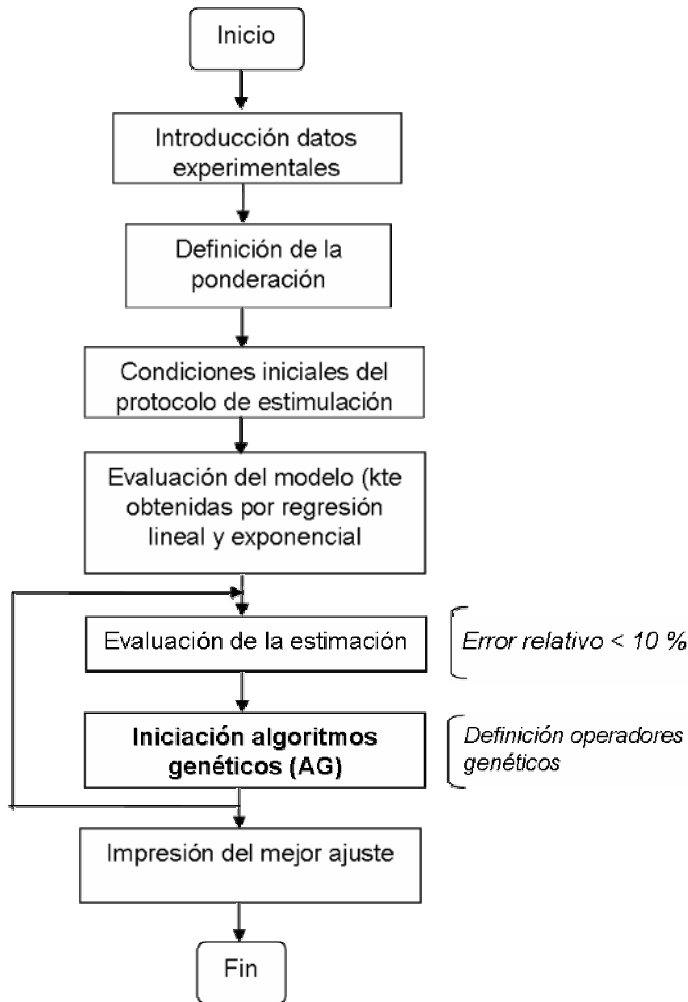 Inicio
Introducción datos
experimentales
Definición de la
ponderación
Condiciones iniciales del
protocolo de estimulación
Evaluación del modelo (kte
obtenidas por regresión
lineal y exponencial
Evaluación de la estimación
Error relativo < 10 %
Iniciación algoritmos
genéticos (AG)
Definición operadores
genéticos
Impresión del mejor ajuste
Fin